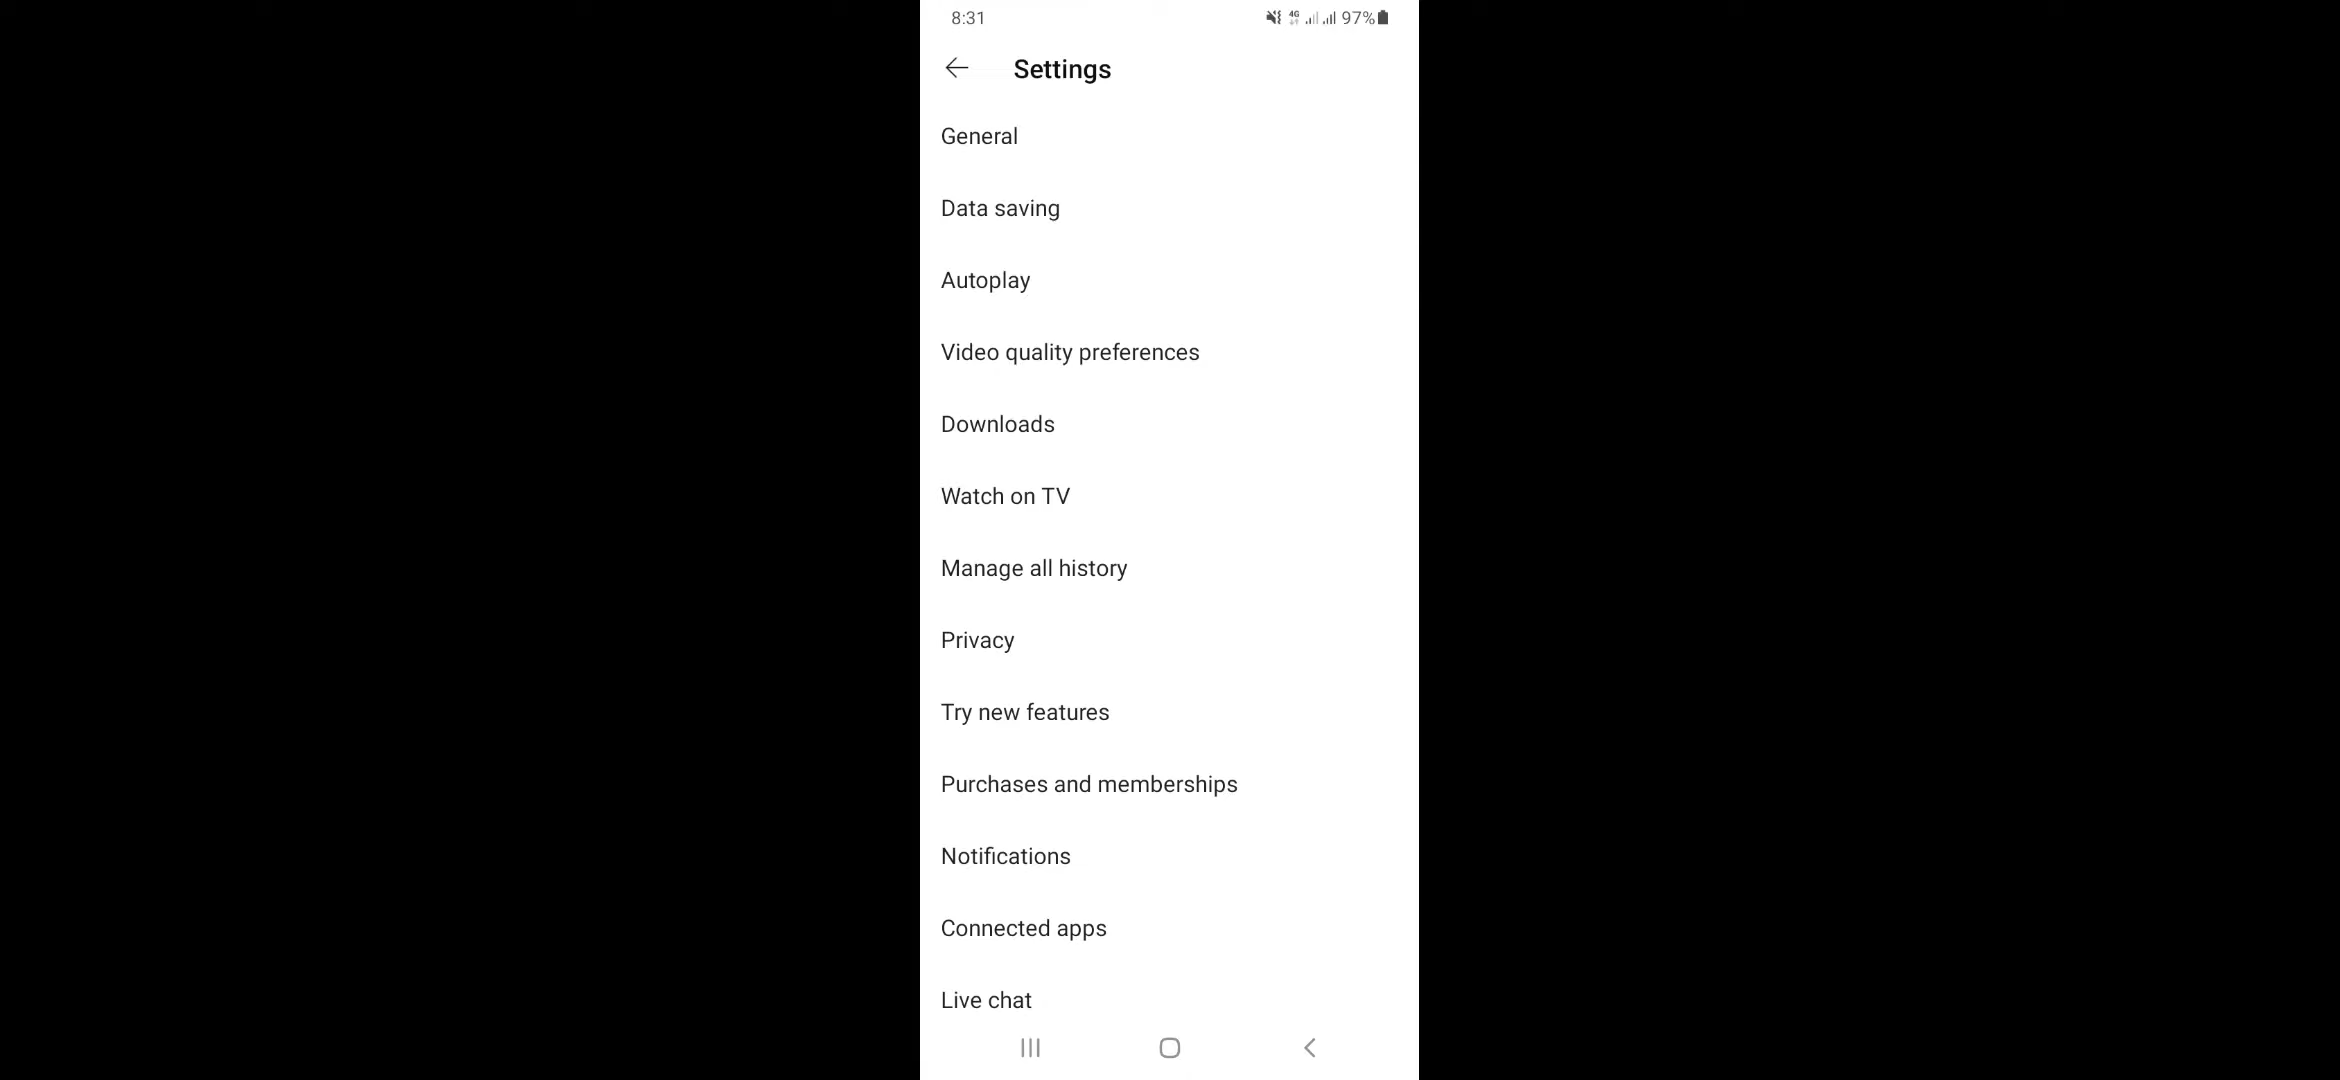 8:31 4G 97%
Settings
General
Data saving
Autoplay
Video quality preferences
Downloads
Watch on TV
Manage all history
Privacy
Try new features
Purchases and memberships
Notifications
Connected apps
Live chat